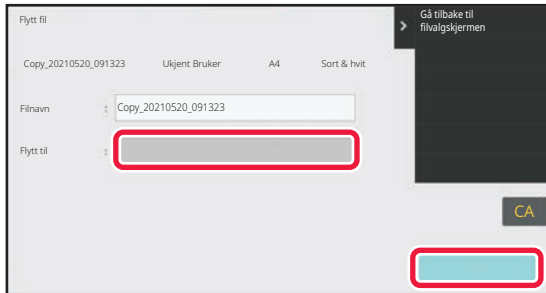 Flytt fil
Gå tilbake til
filvalgskjermen
Copy_20210520_091323 Ukjent Bruker A4 Sort & hvit
Filnavn : Copy_20210520_091323
Flytt til :
CA